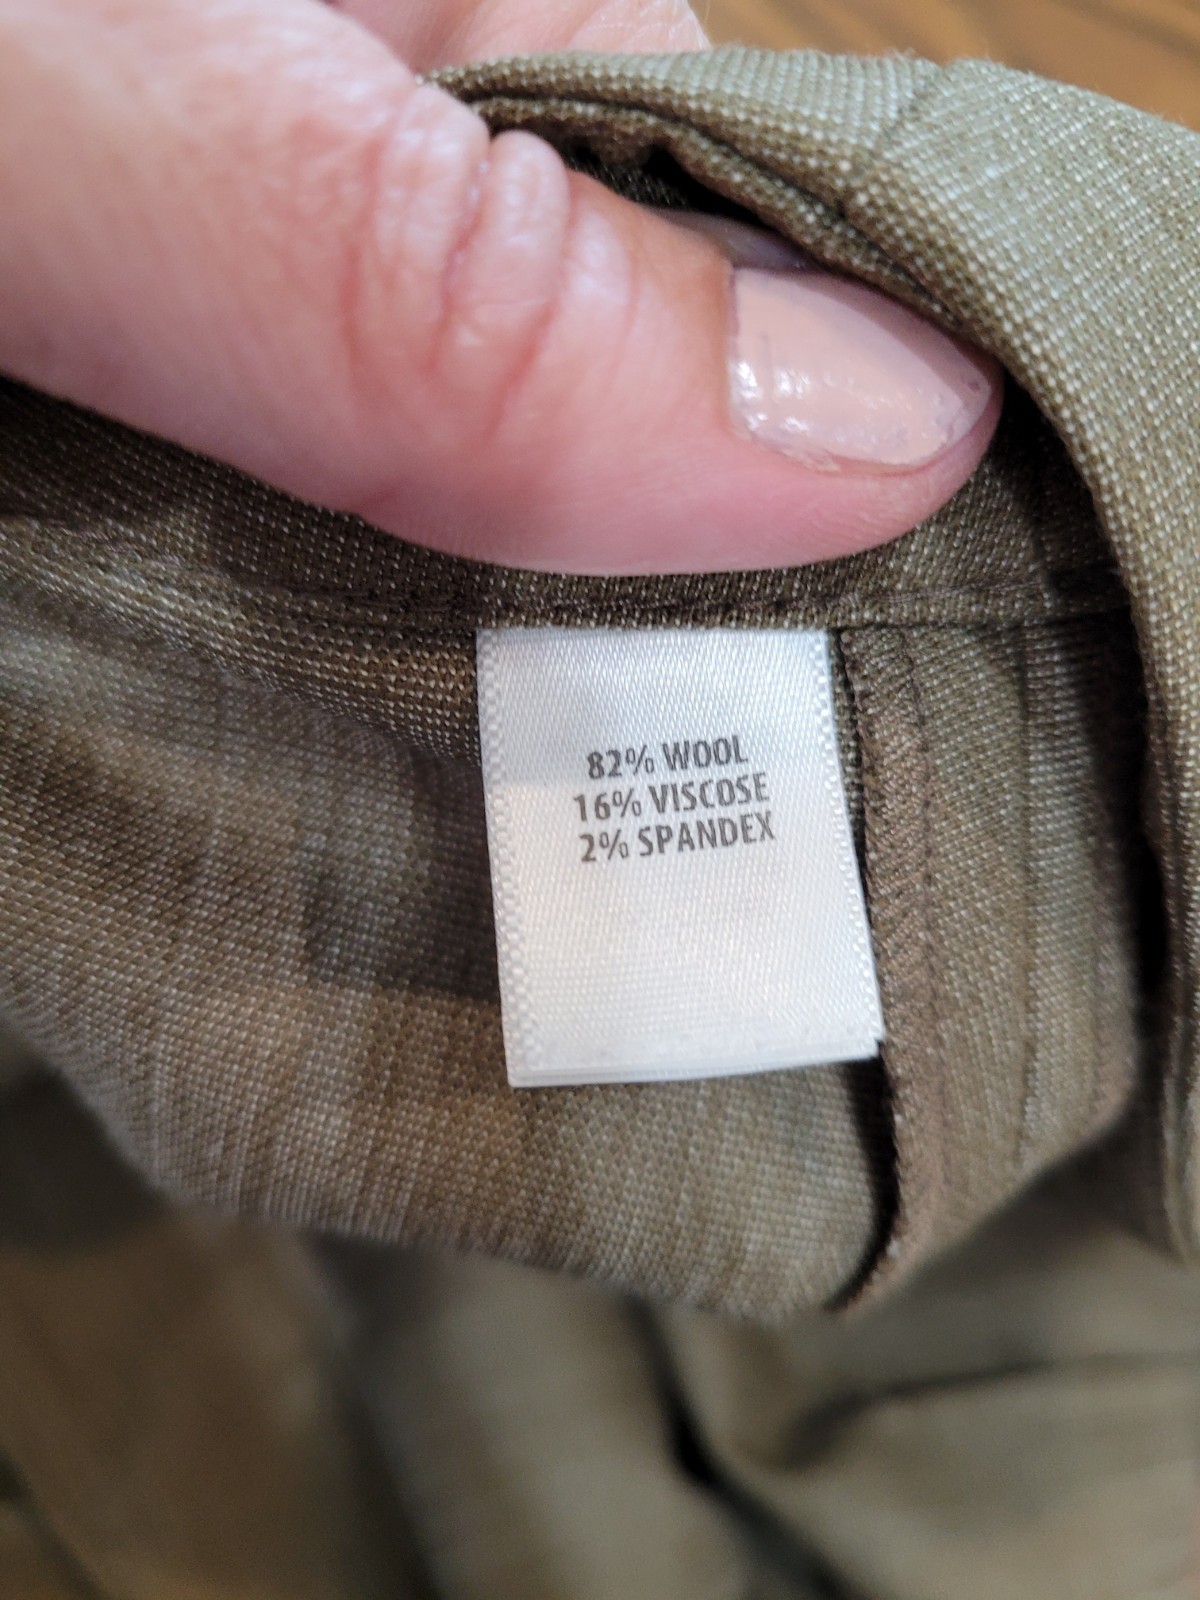 82% WOOL
16% VISCOSE
2% SPANDEX